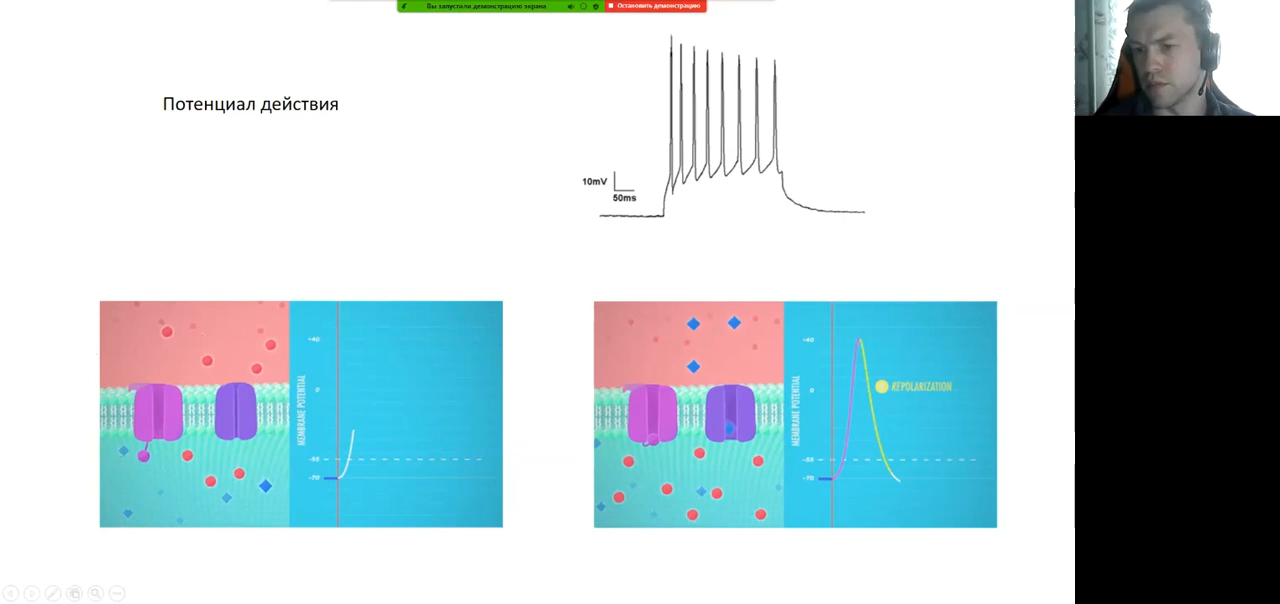 Вы запустили демонстрацию экрана
Остановить демонстрацию
Потенциал действия
10mV
50ms
MEMBRANE POTENTIAL
+40
0
-55
-70
MEMBRANE POTENTIAL
+40
0
-55
-70
REPOLARIZATION